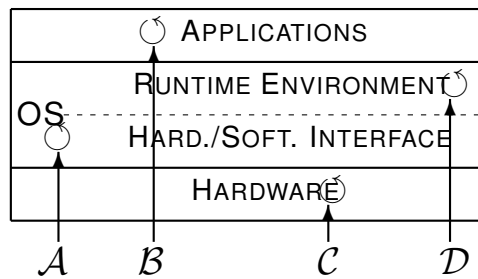 APPLICATIONS
RUNTIME ENVIRONMENT
OS
HARD./SOFT. INTERFACE
HARDWARE
A B C D